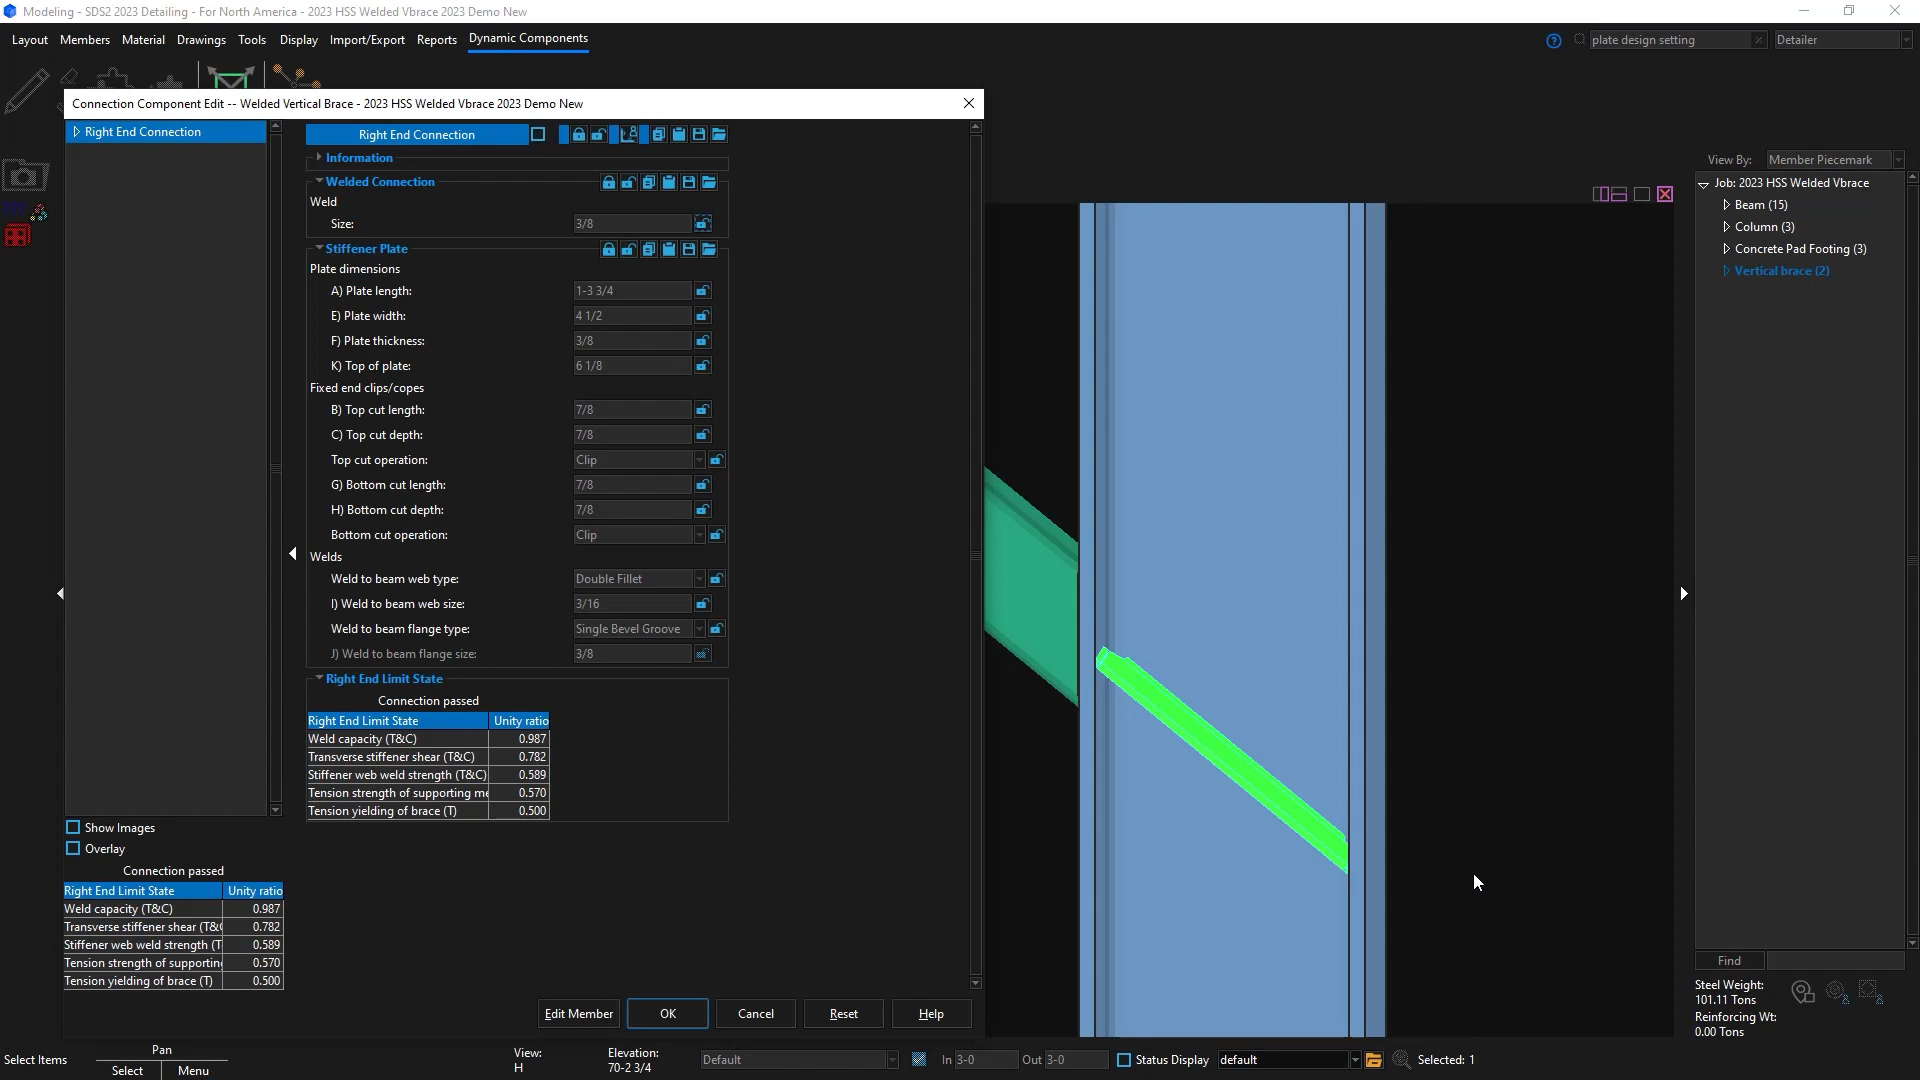 Modeling - SDS2 2023 Detailing - For North America - 2023 HSS Welded Vbrace 2023 Demo New
Layout Members Material Drawings Tools Display Import/Export Reports Dynamic Components
plate design setting
Detailer
Connection Component Edit -- Welded Vertical Brace - 2023 HSS Welded Vbrace 2023 Demo New
Right End Connection
Right End Connection
Information
Welded Connection
Weld
Size: 3/8
Stiffener Plate
Plate dimensions
A) Plate length: 1-3 3/4
E) Plate width: 4 1/2
F) Plate thickness: 3/8
K) Top of plate: 6 1/8
Fixed end clips/copes
B) Top cut length: 7/8
C) Top cut depth: 7/8
Top cut operation: Clip
G) Bottom cut length: 7/8
H) Bottom cut depth: 7/8
Bottom cut operation: Clip
Welds
Weld to beam web type: Double Fillet
I) Weld to beam web size: 3/16
Weld to beam flange type: Single Bevel Groove
J) Weld to beam flange size: 3/8
Right End Limit State
Connection passed
Right End Limit State Unity ratio
Weld capacity (T&C) 0.987
Transverse stiffener shear (T&C) 0.782
Stiffener web weld strength (T&C) 0.589
Tension strength of supporting me 0.570
Tension yielding of brace (T) 0.500
Show Images
Overlay
Connection passed
Right End Limit State Unity ratio
Weld capacity (T&C) 0.987
Transverse stiffener shear (T&C 0.782
Stiffener web weld strength (T 0.589
Tension strength of supporting 0.570
Tension yielding of brace (T) 0.500
Edit Member OK Cancel Reset Help
View By: Member Piecemark
Job: 2023 HSS Welded Vbrace
Beam (15)
Column (3)
Concrete Pad Footing (3)
Vertical brace (2)
Find
Steel Weight:
101.11 Tons
Reinforcing Wt:
0.00 Tons
Select Items
Pan
Select Menu
View:
H
Elevation:
70-2 3/4
Default
In 3-0 Out 3-0
Status Display default
Selected: 1